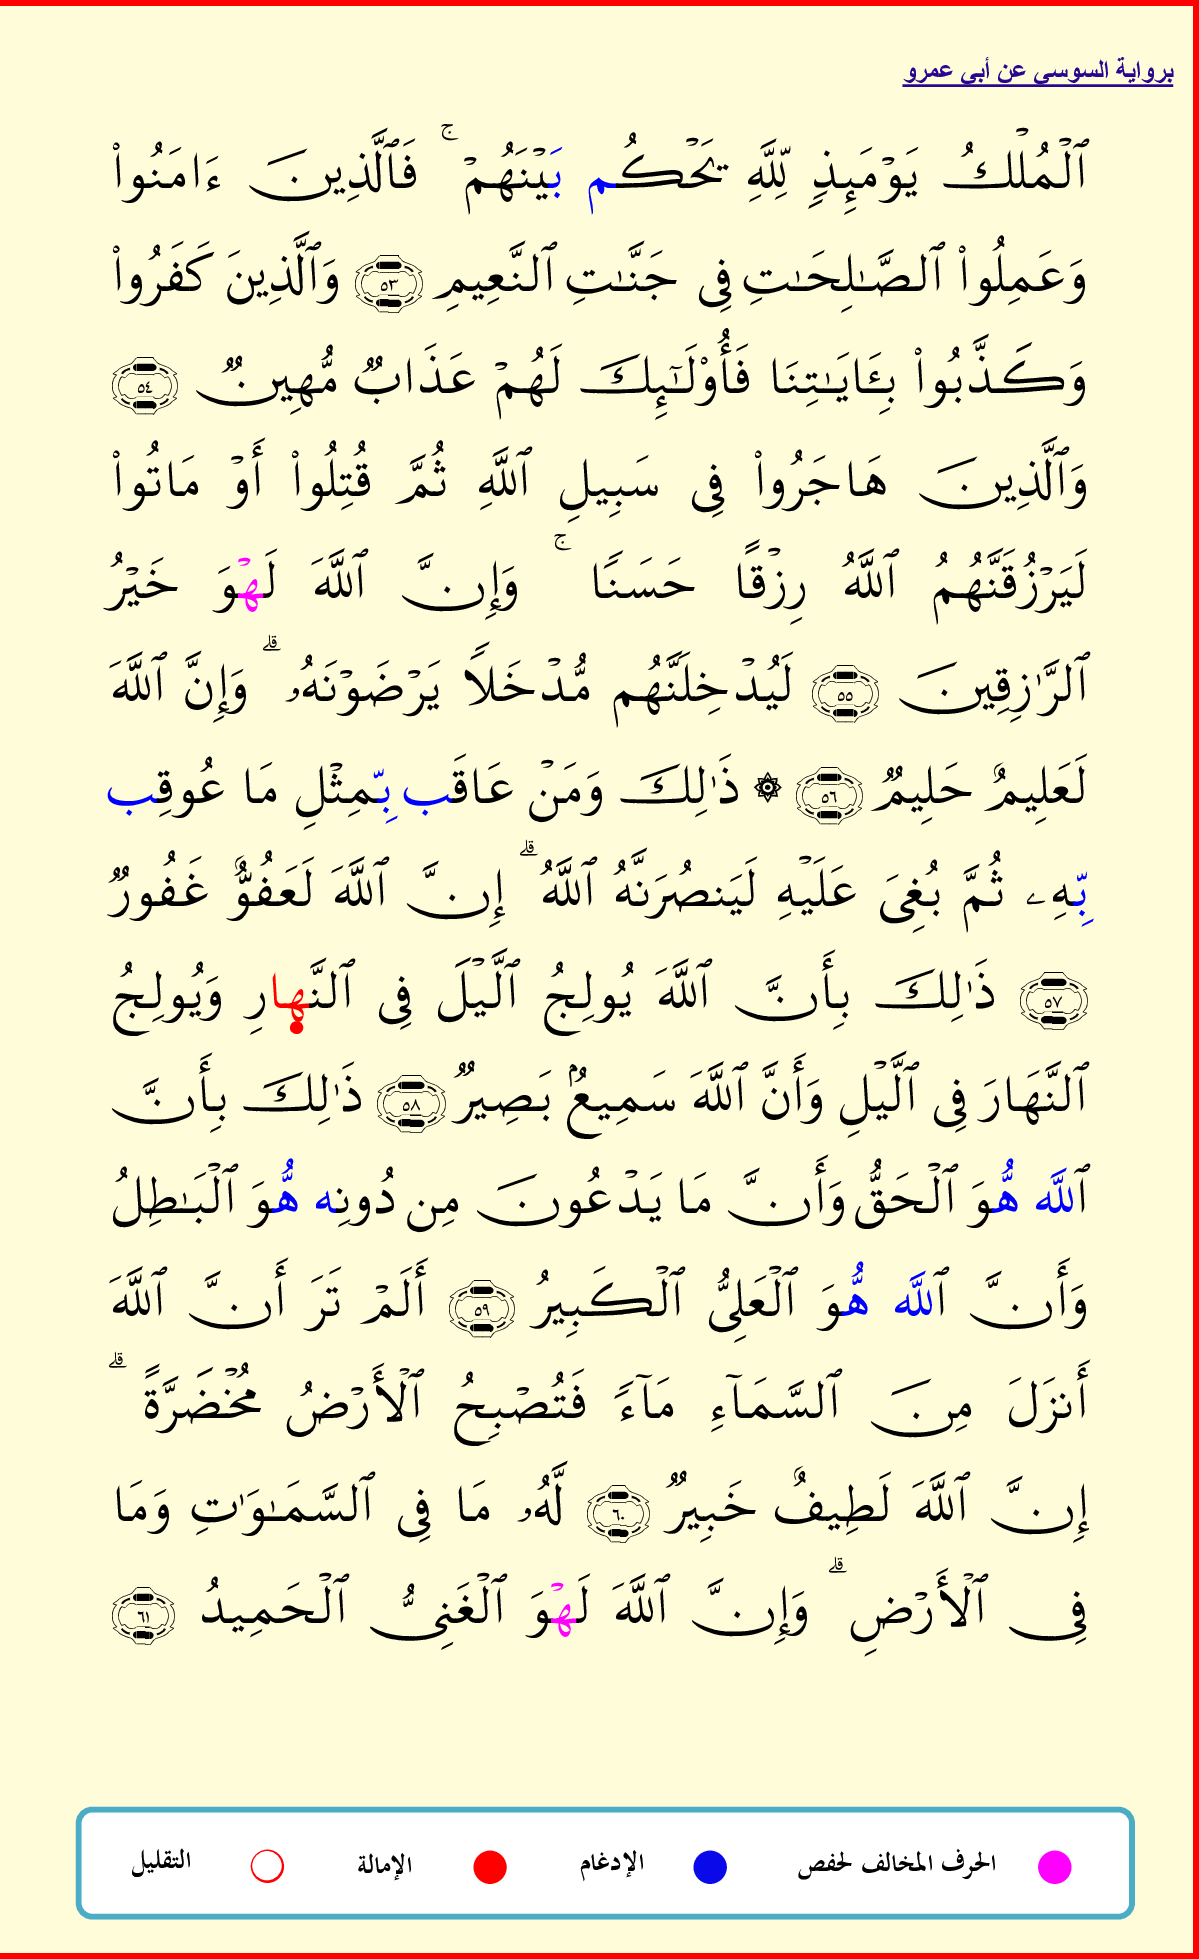 برواية السوسي عن أبي عمرو
ٱلْمُلْكُ يَوْمَئِذٍ لِّلَّهِ يَحْكُم بَيْنَهُمْ ۚ فَٱلَّذِينَ ءَامَنُوا۟
وَعَمِلُوا۟ ٱلصَّـٰلِحَـٰتِ فِى جَنَّـٰتِ ٱلنَّعِيمِ ٥٣ وَٱلَّذِينَ كَفَرُوا۟
وَكَذَّبُوا۟ بِـَٔايَـٰتِنَا فَأُو۟لَـٰٓئِكَ لَهُمْ عَذَابٌ مُّهِينٌ ٥٤
وَٱلَّذِينَ هَاجَرُوا۟ فِى سَبِيلِ ٱللَّهِ ثُمَّ قُتِلُوا۟ أَوْ مَاتُوا۟
لَيَرْزُقَنَّهُمُ ٱللَّهُ رِزْقًا حَسَنًا ۚ وَإِنَّ ٱللَّهَ لَهْوَ خَيْرُ
ٱلرَّٰزِقِينَ ٥٥ لَيُدْخِلَنَّهُم مُّدْخَلًا يَرْضَوْنَهُۥ ۗ وَإِنَّ ٱللَّهَ
لَعَلِيمٌ حَلِيمٌ ٥٦ ۞ ذَٰلِكَ وَمَنْ عَاقَب بِّمِثْلِ مَا عُوقِب
بِّهِۦ ثُمَّ بُغِىَ عَلَيْهِ لَيَنصُرَنَّهُ ٱللَّهُ ۗ إِنَّ ٱللَّهَ لَعَفُوٌّ غَفُورٌ
٥٧ ذَٰلِكَ بِأَنَّ ٱللَّهَ يُولِجُ ٱلَّيْلَ فِى ٱلنَّهارِ وَيُولِجُ
ٱلنَّهَارَ فِى ٱلَّيْلِ وَأَنَّ ٱللَّهَ سَمِيعٌۢ بَصِيرٌ ٥٨ ذَٰلِكَ بِأَنَّ
ٱللَّه هُّوَ ٱلْحَقُّ وَأَنَّ مَا يَدْعُونَ مِن دُونِه هُّوَ ٱلْبَـٰطِلُ
وَأَنَّ ٱللَّه هُّوَ ٱلْعَلِىُّ ٱلْكَبِيرُ ٥٩ أَلَمْ تَرَ أَنَّ ٱللَّهَ
أَنزَلَ مِنَ ٱلسَّمَآءِ مَآءً فَتُصْبِحُ ٱلْأَرْضُ مُخْضَرَّةً ۗ
إِنَّ ٱللَّهَ لَطِيفٌ خَبِيرٌ ٦٠ لَّهُۥ مَا فِى ٱلسَّمَـٰوَٰتِ وَمَا
فِى ٱلْأَرْضِ ۗ وَإِنَّ ٱللَّهَ لَهْوَ ٱلْغَنِىُّ ٱلْحَمِيدُ ٦١
الحرف المخالف لحفص الإدغام الإمالة التقليل